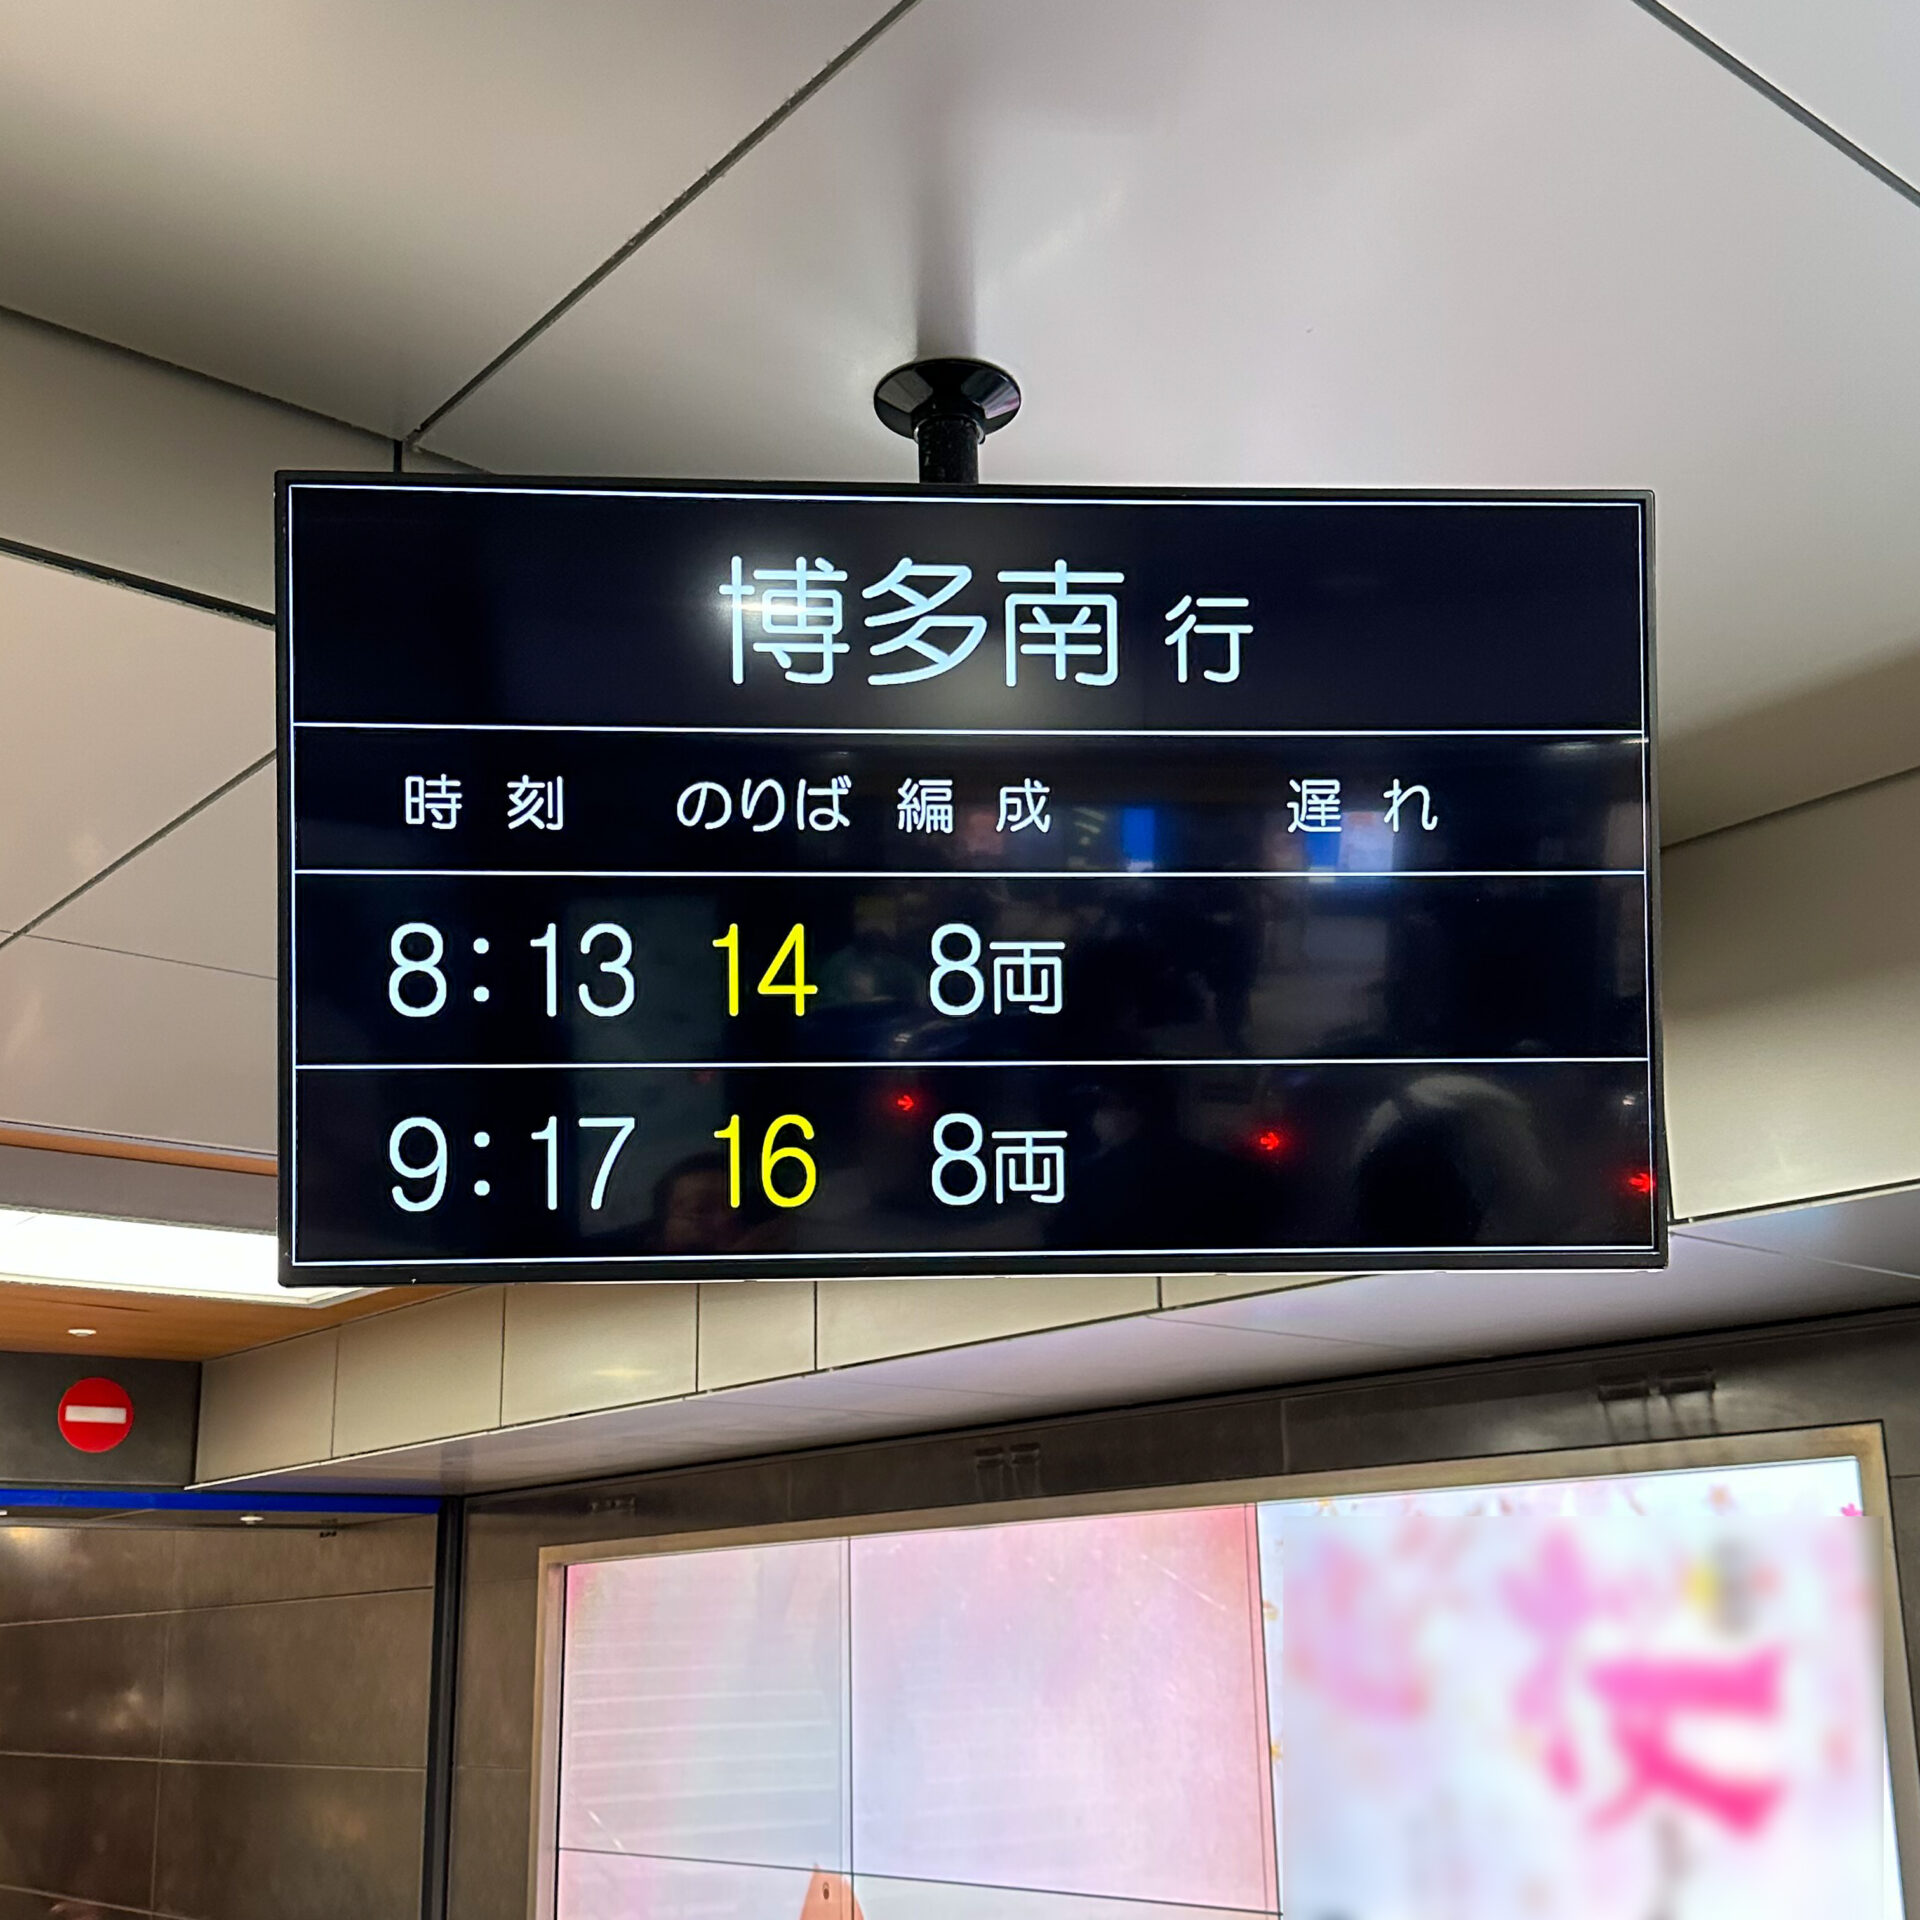 博多南 行
時刻 のりば 編成 遅れ
8:13 14 8両
9:17 16 8両